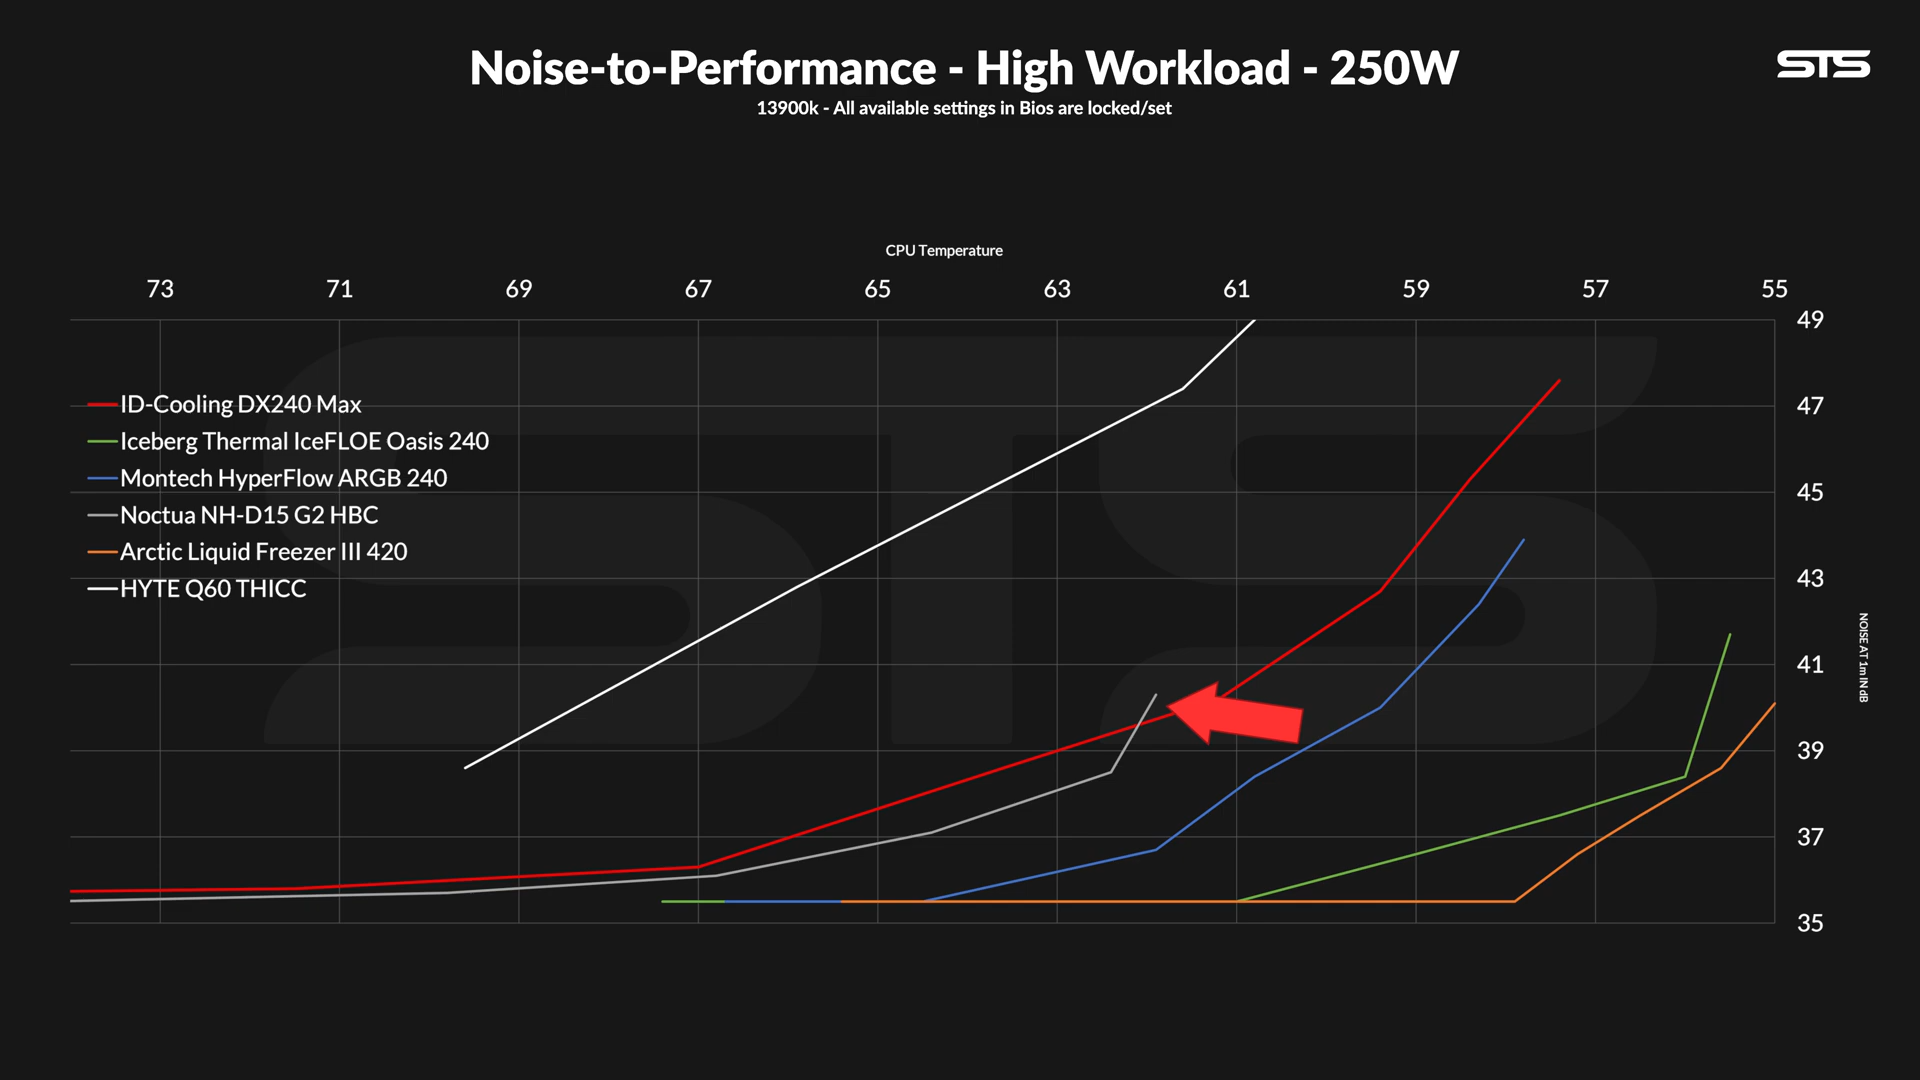 Noise-to-Performance - High Workload - 250W
STS
13900k - All available settings in Bios are locked/set
CPU Temperature
73 71 69 67 65 63 61 59 57 55
49
ID-Cooling DX240 Max
47
Iceberg Thermal IceFLOE Oasis 240
Montech HyperFlow ARGB 240
45
Noctua NH-D15 G2 HBC
Arctic Liquid Freezer III 420
43
HYTE Q60 THICC
NOISE AT 1m IN dB
41
39
37
35
STS